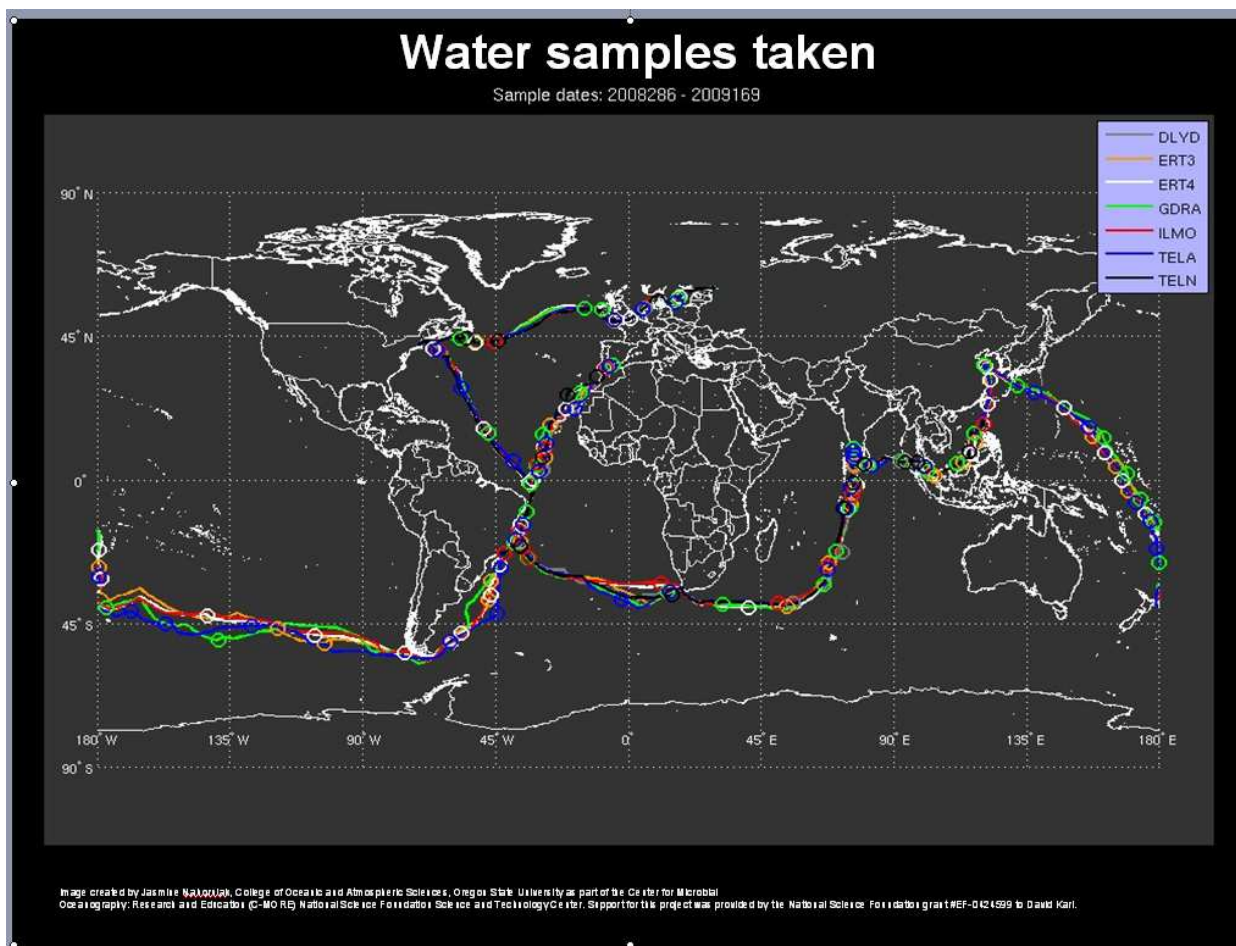 Water samples taken
Sample dates: 2008286 - 2009169
DLYD
ERT3
ERT4
GDRA
ILMO
TELA
TELN
90° N
45° N
0°
45° S
180° W
135° W
90° W
45° W
0°
45° E
90° E
135° E
180° E
90° S
Image created by Jasmine Nahorniak, College of Oceanic and Atmospheric Sciences, Oregon State University as part of the Center for Microbial
Oceanography: Research and Education (C-MORE) National Science Foundation Science and Technology Center. Support for this project was provided by the National Science Foundation grant #EF-0424599 to David Karl.